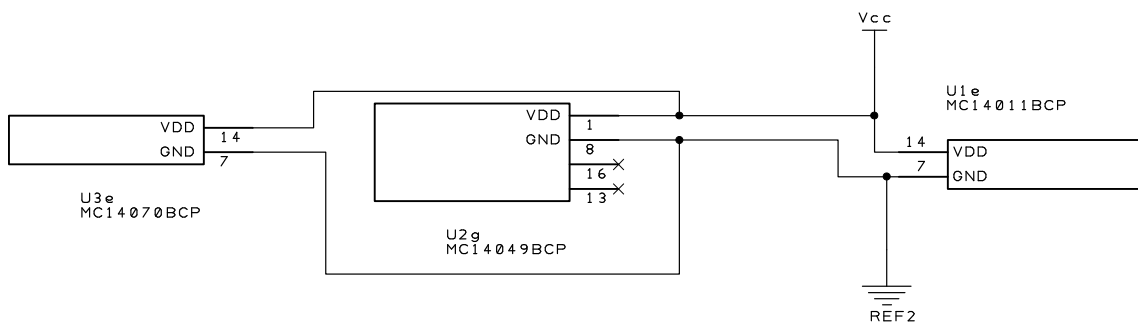 Vcc
U1e
MC14011BCP
VDD
14
GND
7
U3e
MC14070BCP
VDD
1
GND
8
16
13
U2g
MC14049BCP
14
VDD
7
GND
REF2